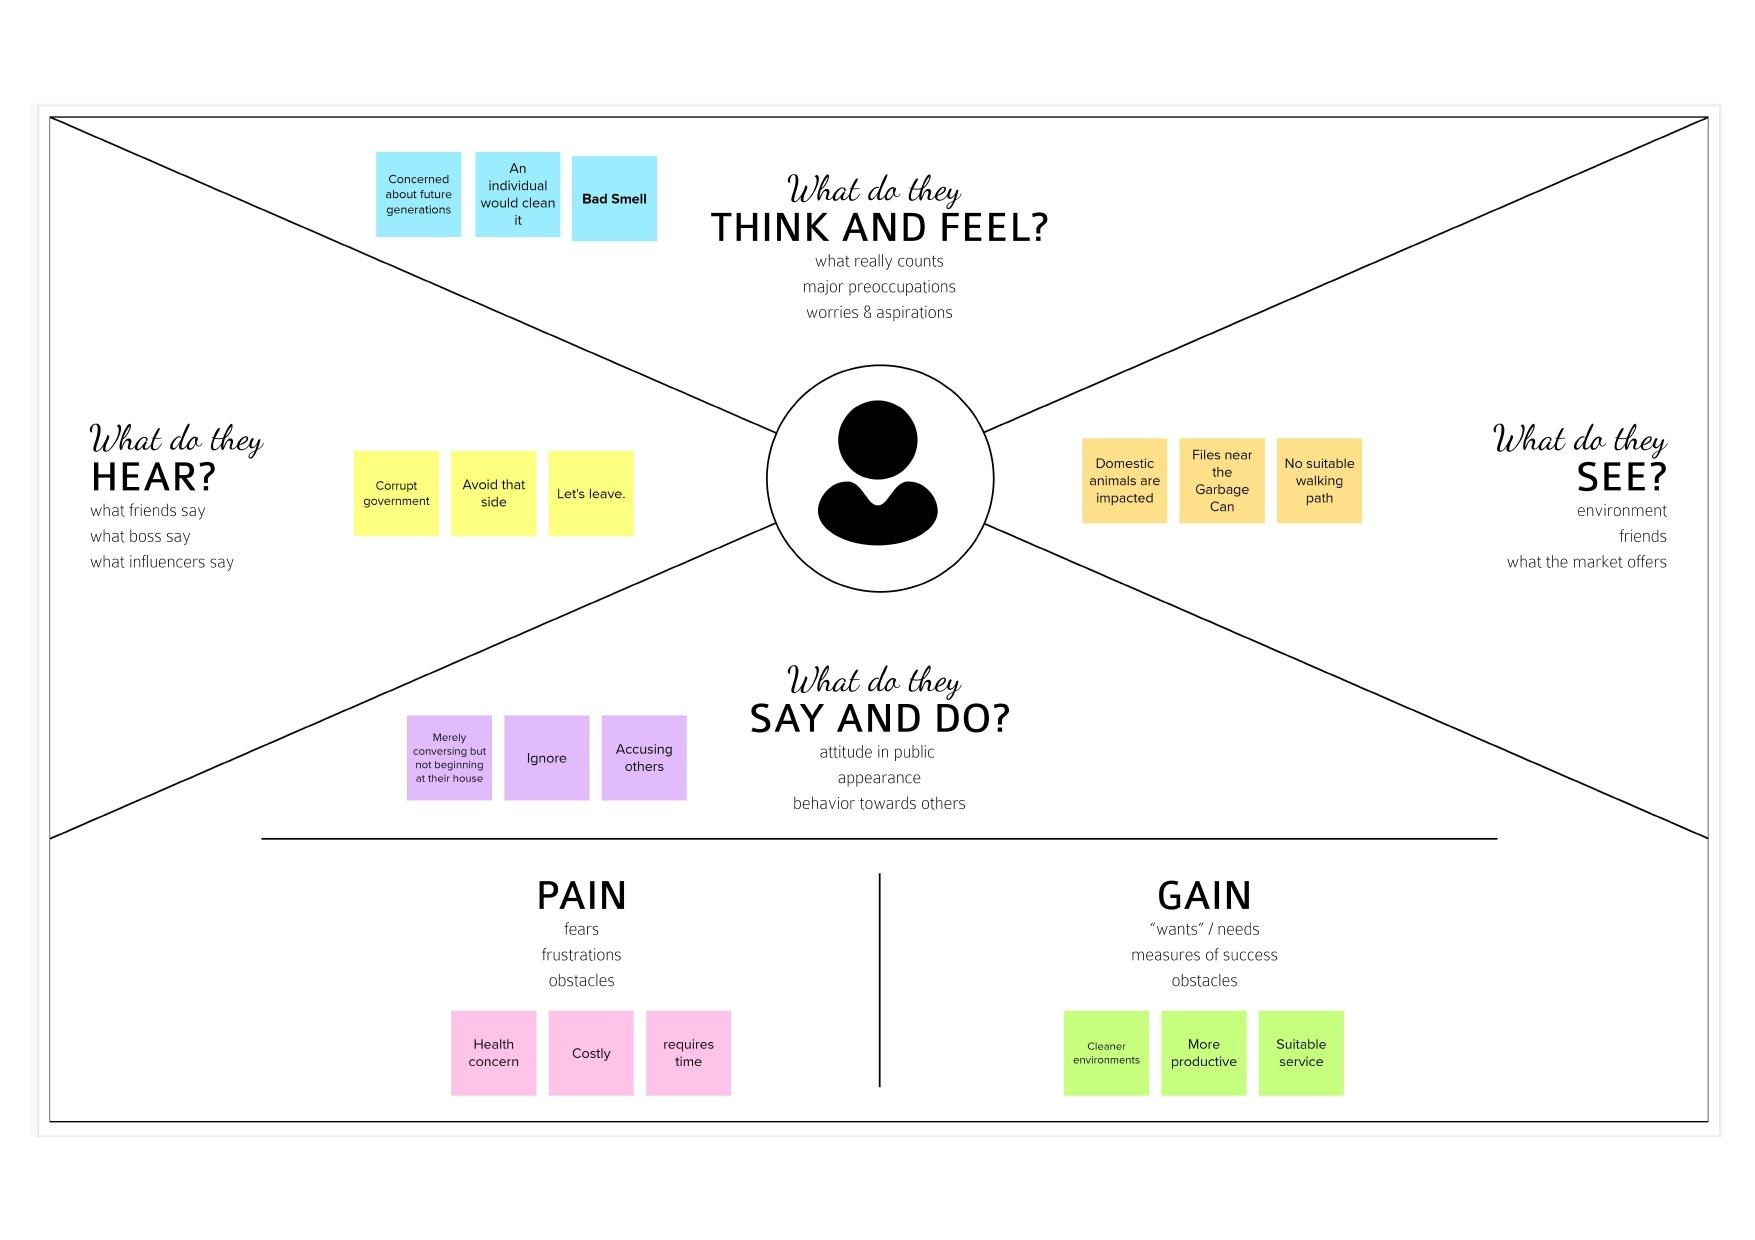 Concerned
about future
generations
An
individual
would clean
it
Bad Smell
What do they
THINK AND FEEL?
what really counts
major preoccupations
worries & aspirations
What do they
HEAR?
what friends say
what boss say
what influencers say
Corrupt
government
Avoid that
side
Let's leave.
Domestic
animals are
impacted
Files near
the
Garbage
Can
No suitable
walking
path
What do they
SEE?
environment
friends
what the market offers
Merely
conversing but
not beginning
at their house
Ignore
Accusing
others
What do they
SAY AND DO?
attitude in public
appearance
behavior towards others
PAIN
fears
frustrations
obstacles
Health
concern
Costly
requires
time
GAIN
“wants” / needs
measures of success
obstacles
Cleaner
environments
More
productive
Suitable
service